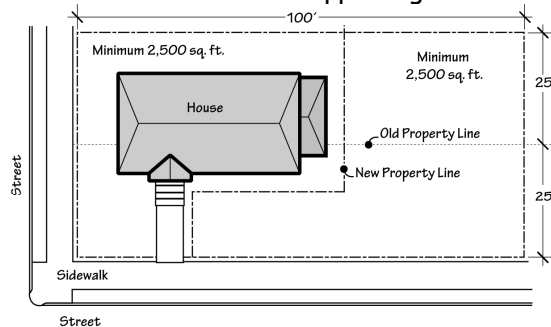 100´
Minimum 2,500 sq. ft.
Minimum
2,500 sq. ft.
House
25
Old Property Line
New Property Line
25
Street
Sidewalk
Street